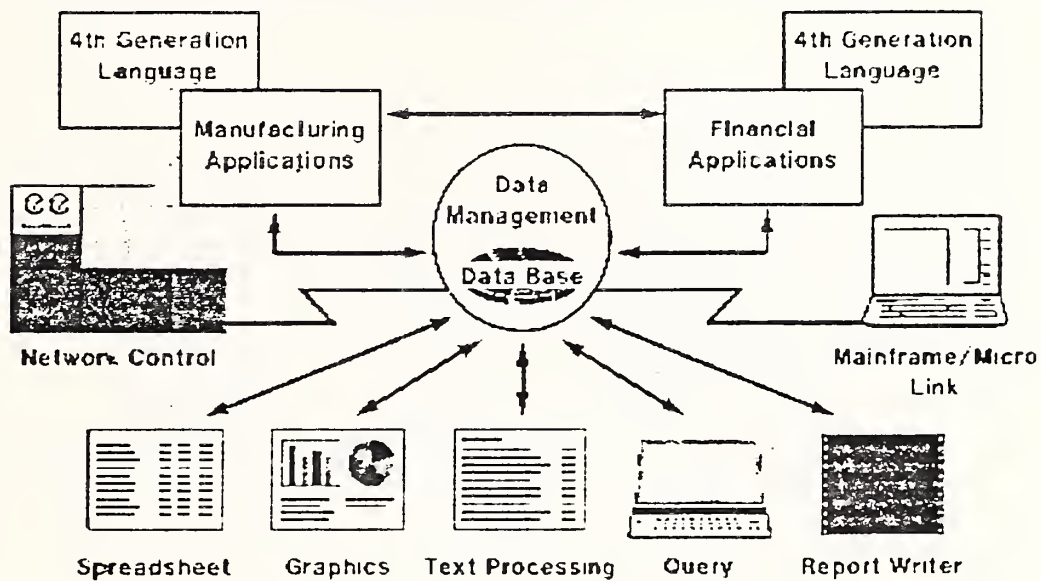 4th Generation
Language
4th Generation
Language
Manufacturing
Applications
Financial
Applications
Data
Management
Data Base
Network Control
Mainframe/Micro
Link
Spreadsheet
Graphics
Text Processing
Query
Report Writer